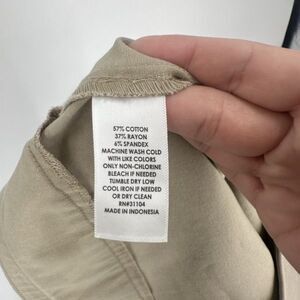 57% COTTON
37% RAYON
6% SPANDEX
MACHINE WASH COLD
WITH LIKE COLORS
ONLY NON-CHLORINE
BLEACH IF NEEDED
TUMBLE DRY LOW
COOL IRON IF NEEDED
OR DRY CLEAN
RN#31104
MADE IN INDONESIA